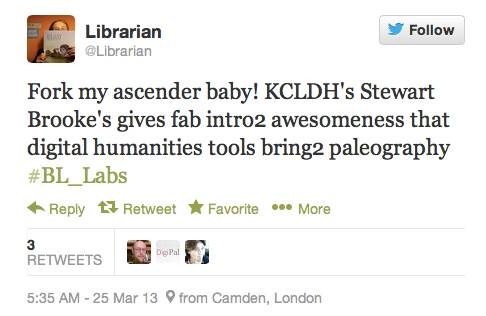 Librarian
@Librarian
Follow
Fork my ascender baby! KCLDH's Stewart
Brooke's gives fab intro2 awesomeness that
digital humanities tools bring2 paleography
#BL_Labs
Reply Retweet Favorite More
3
RETWEETS
DigiPal
5:35 AM - 25 Mar 13 from Camden, London